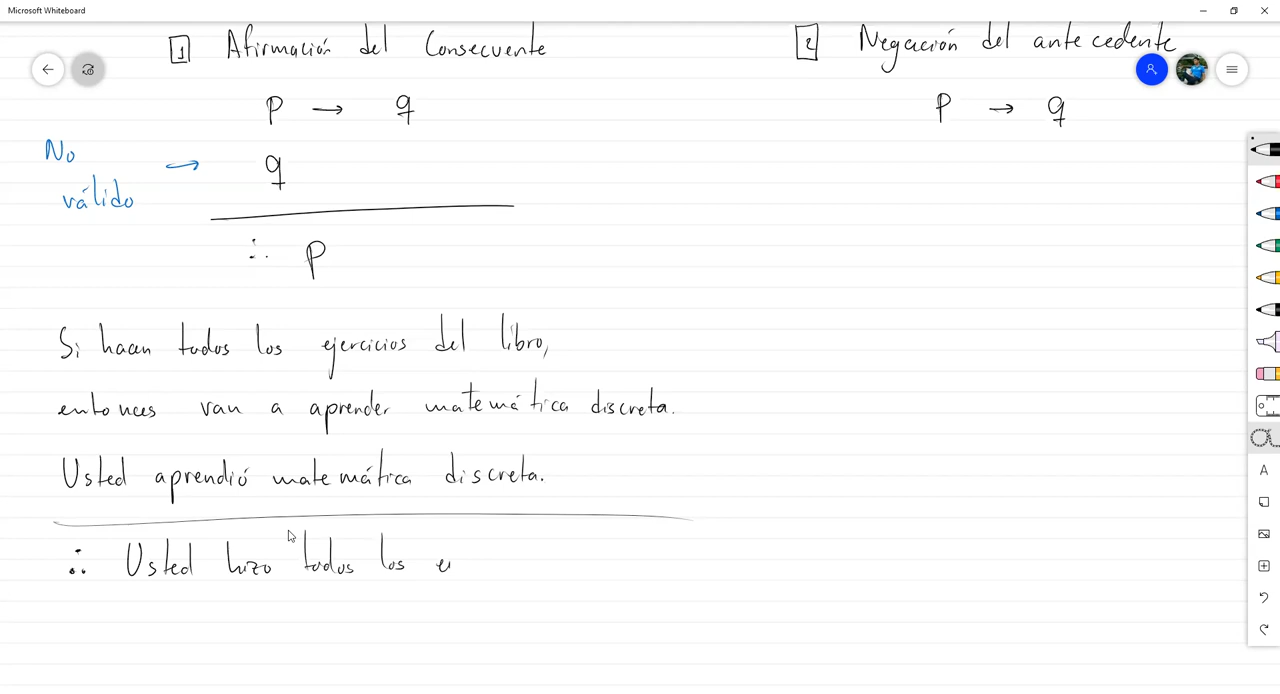 Microsoft Whiteboard
1 Afirmación del Consecuente
p → q
No válido → q
∴ p
Si hacen todos los ejercicios del libro,
entonces van a aprender matemática discreta.
Usted aprendió matemática discreta.
∴ Usted hizo todos los e
2 Negación del antecedente
p → q
A